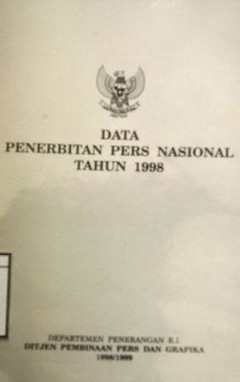 DATA
PENERBITAN PERS NASIONAL
TAHUN 1998
DEPARTEMEN PENERANGAN R.I
DITJEN PEMBINAAN PERS DAN GRAFIKA
1998/1999